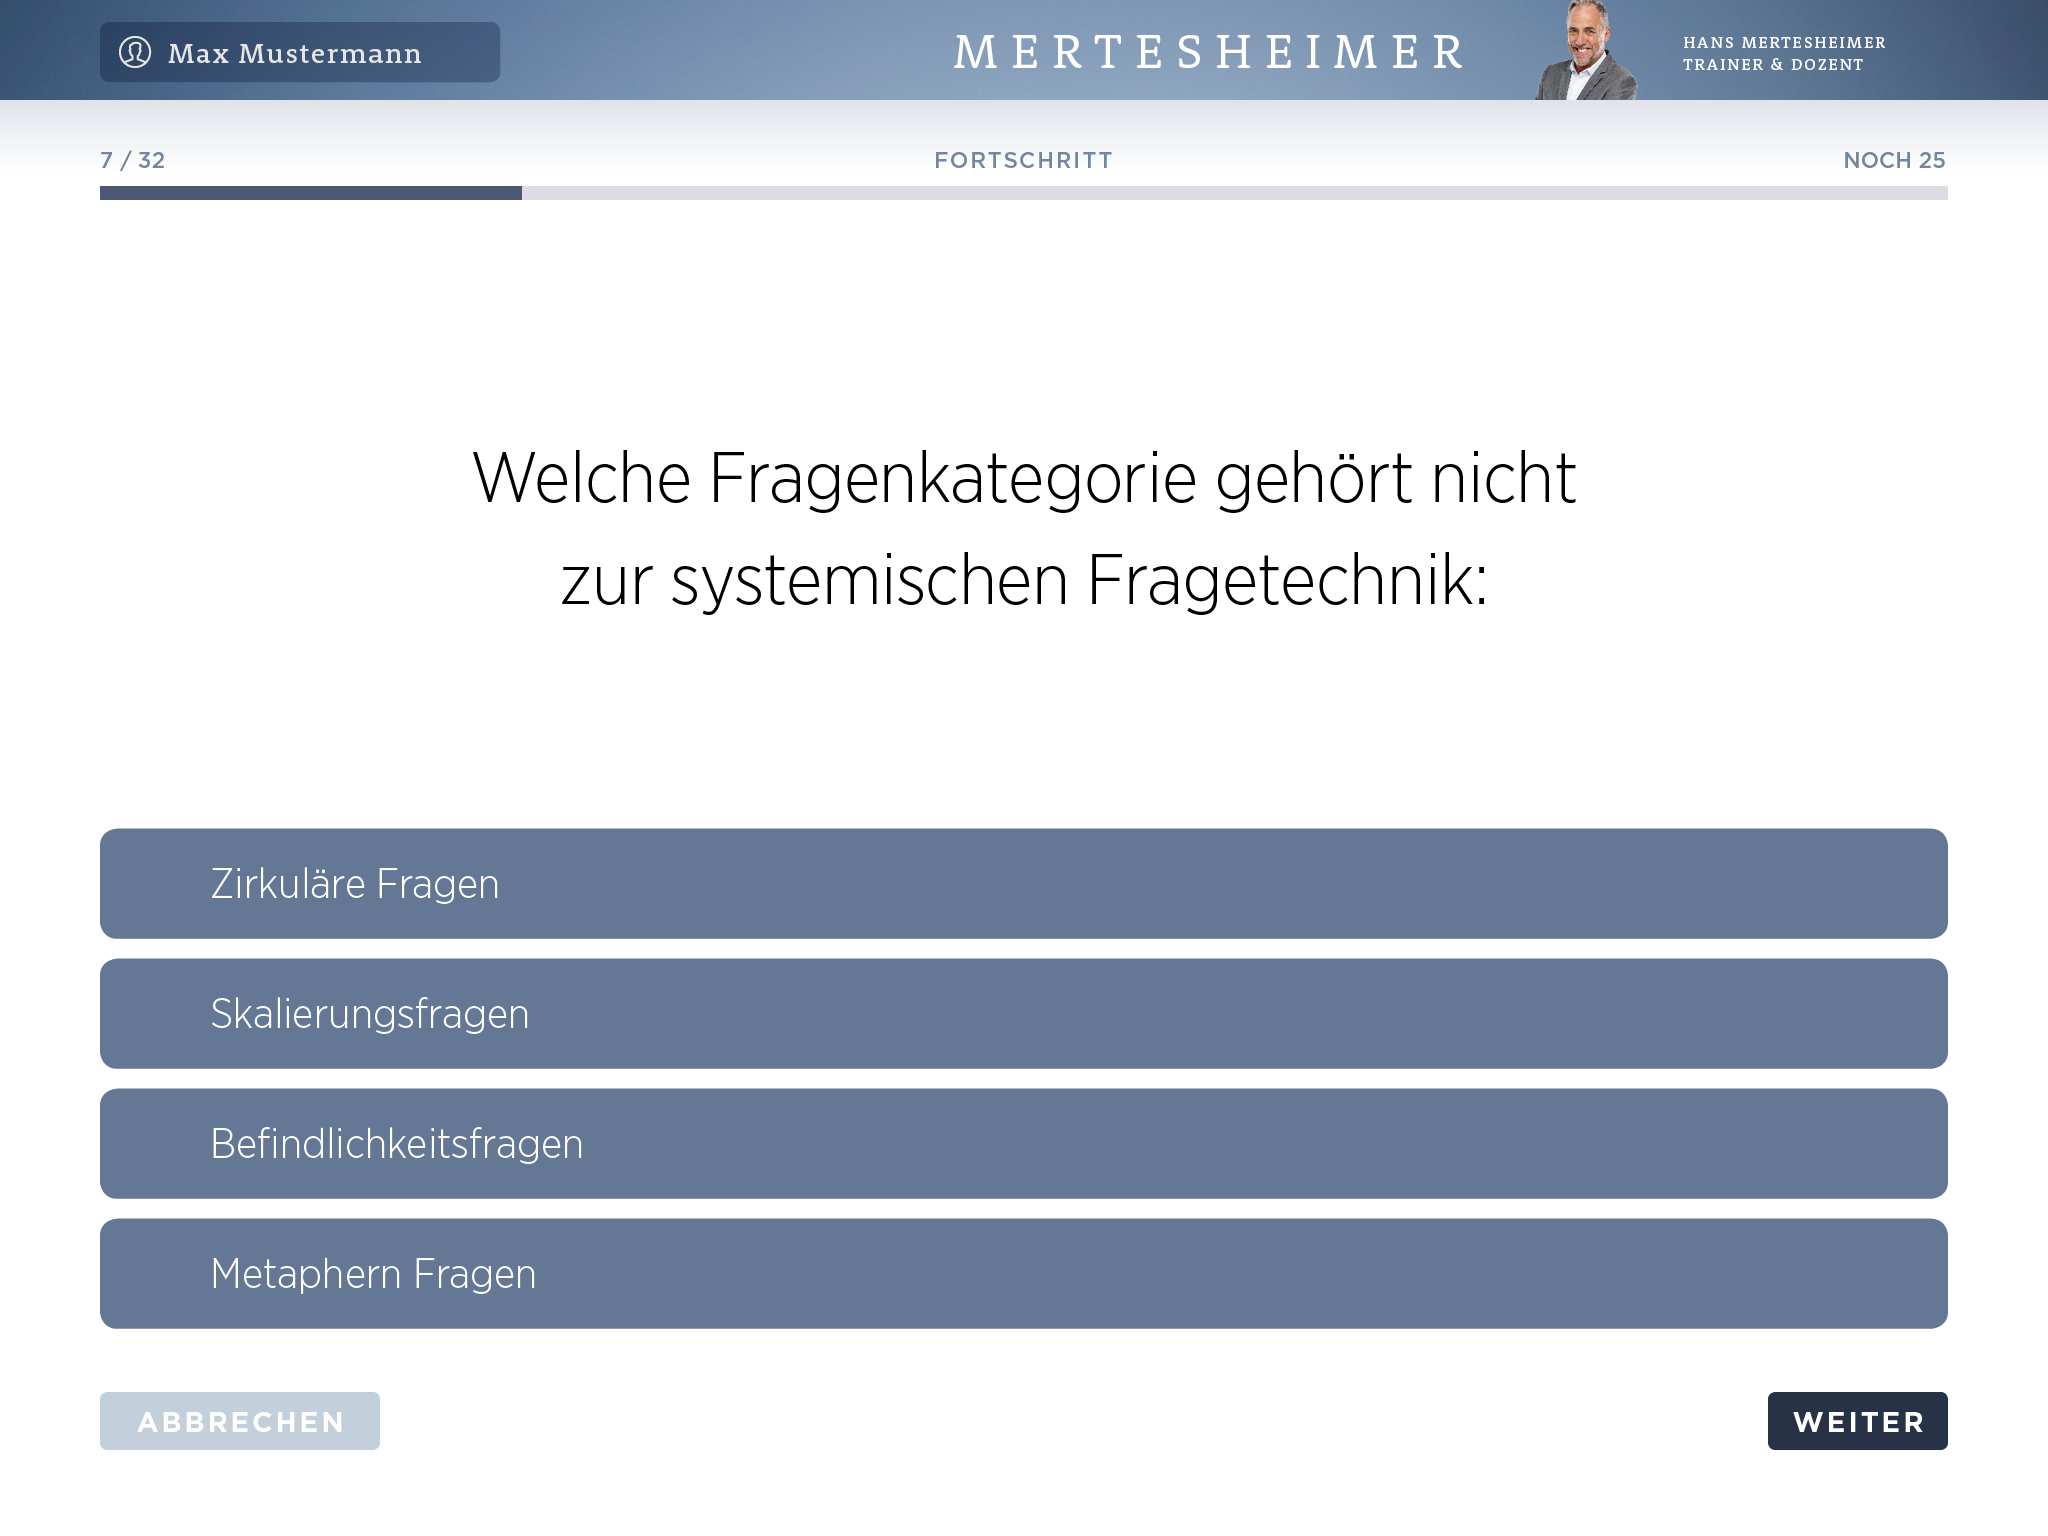 Max Mustermann
MERTESHEIMER
HANS MERTESHEIMER
TRAINER & DOZENT
7 / 32
FORTSCHRITT
NOCH 25
Welche Fragenkategorie gehört nicht
zur systemischen Fragetechnik:
Zirkuläre Fragen
Skalierungsfragen
Befindlichkeitsfragen
Metaphern Fragen
ABBRECHEN
WEITER